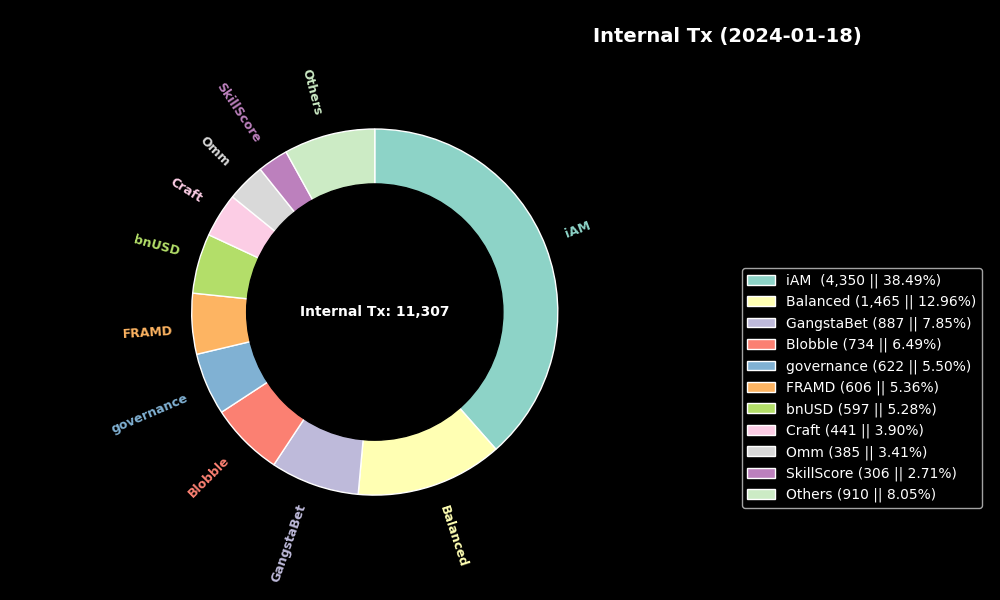 Internal Tx (2024-01-18)
Others
SkillScore
Omm
Craft
bnUSD
FRAMD
governance
Blobble
GangstaBet
Balanced
iAM
Internal Tx: 11,307
iAM  (4,350 || 38.49%)
Balanced (1,465 || 12.96%)
GangstaBet (887 || 7.85%)
Blobble (734 || 6.49%)
governance (622 || 5.50%)
FRAMD (606 || 5.36%)
bnUSD (597 || 5.28%)
Craft (441 || 3.90%)
Omm (385 || 3.41%)
SkillScore (306 || 2.71%)
Others (910 || 8.05%)